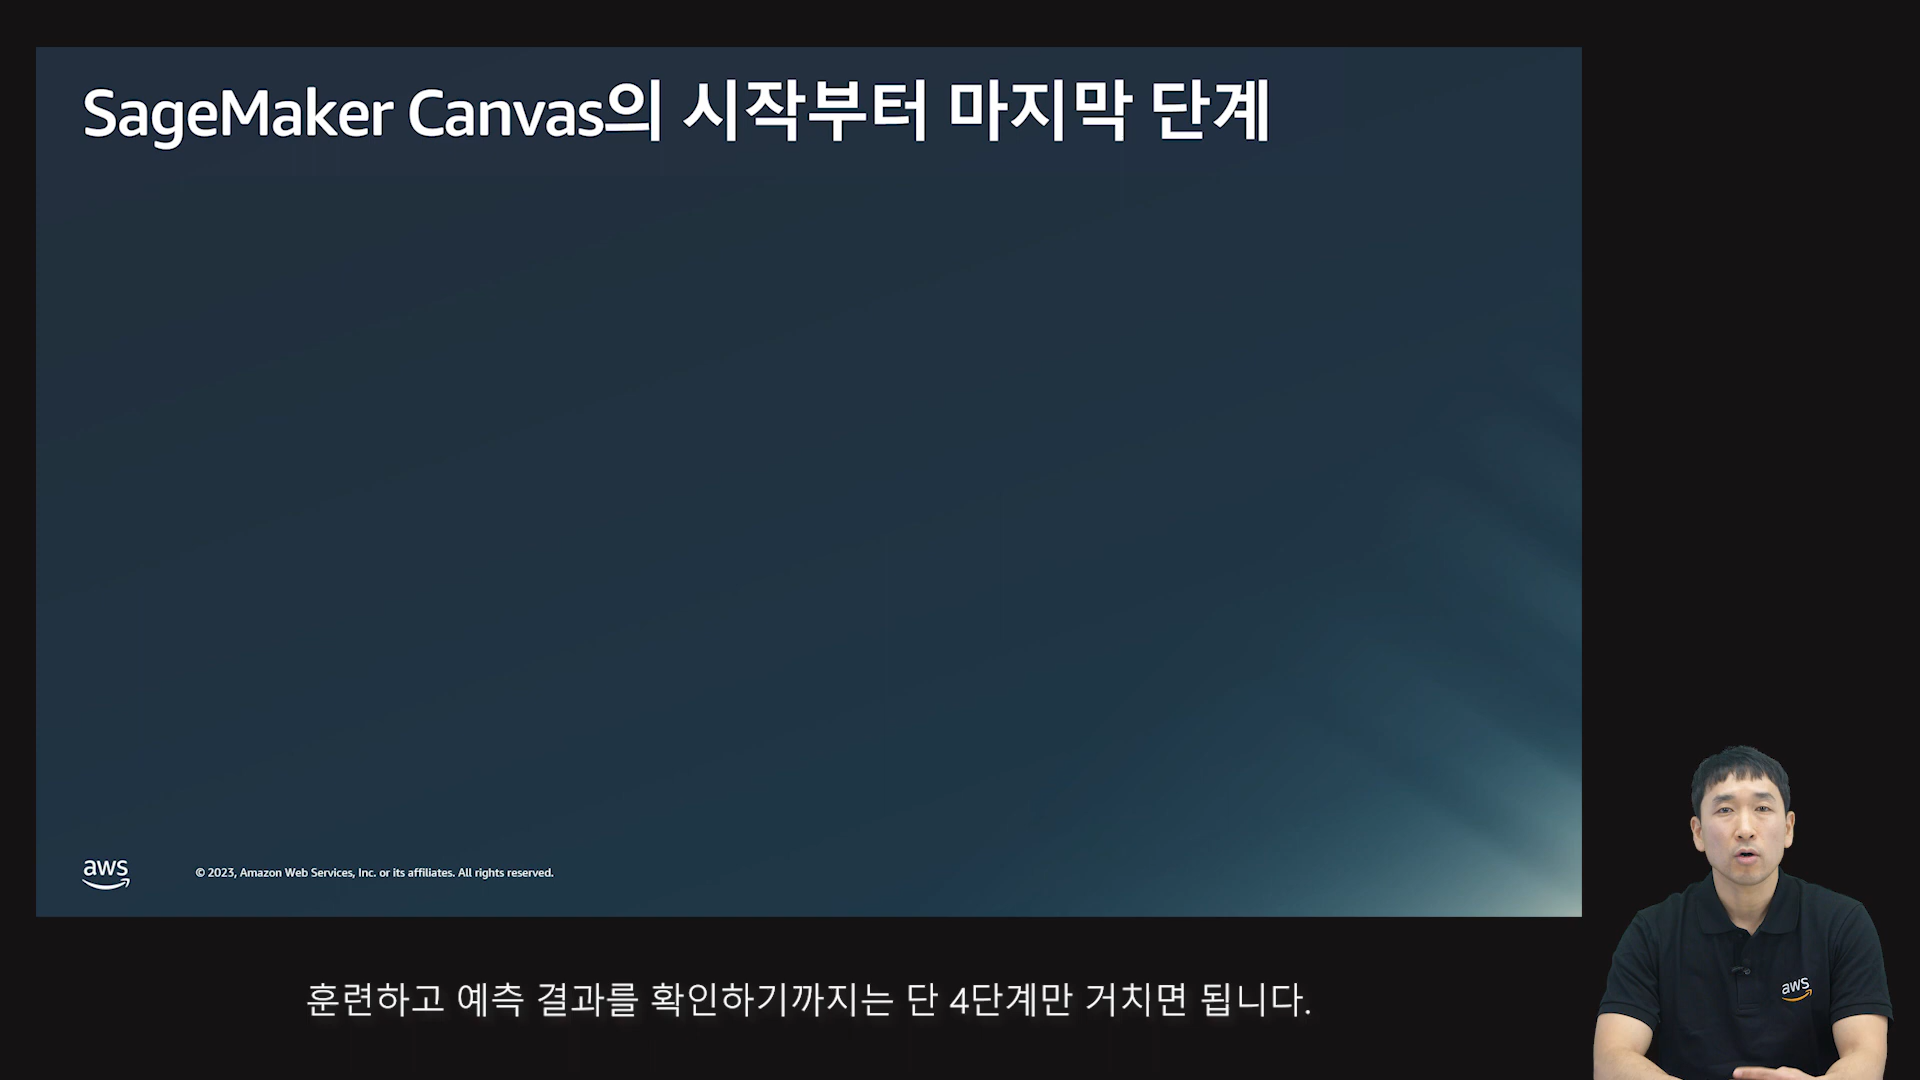 SageMaker Canvas의 시작부터 마지막 단계
aws
© 2023, Amazon Web Services, Inc. or its affiliates. All rights reserved.
aws
훈련하고 예측 결과를 확인하기까지는 단 4단계만 거치면 됩니다.